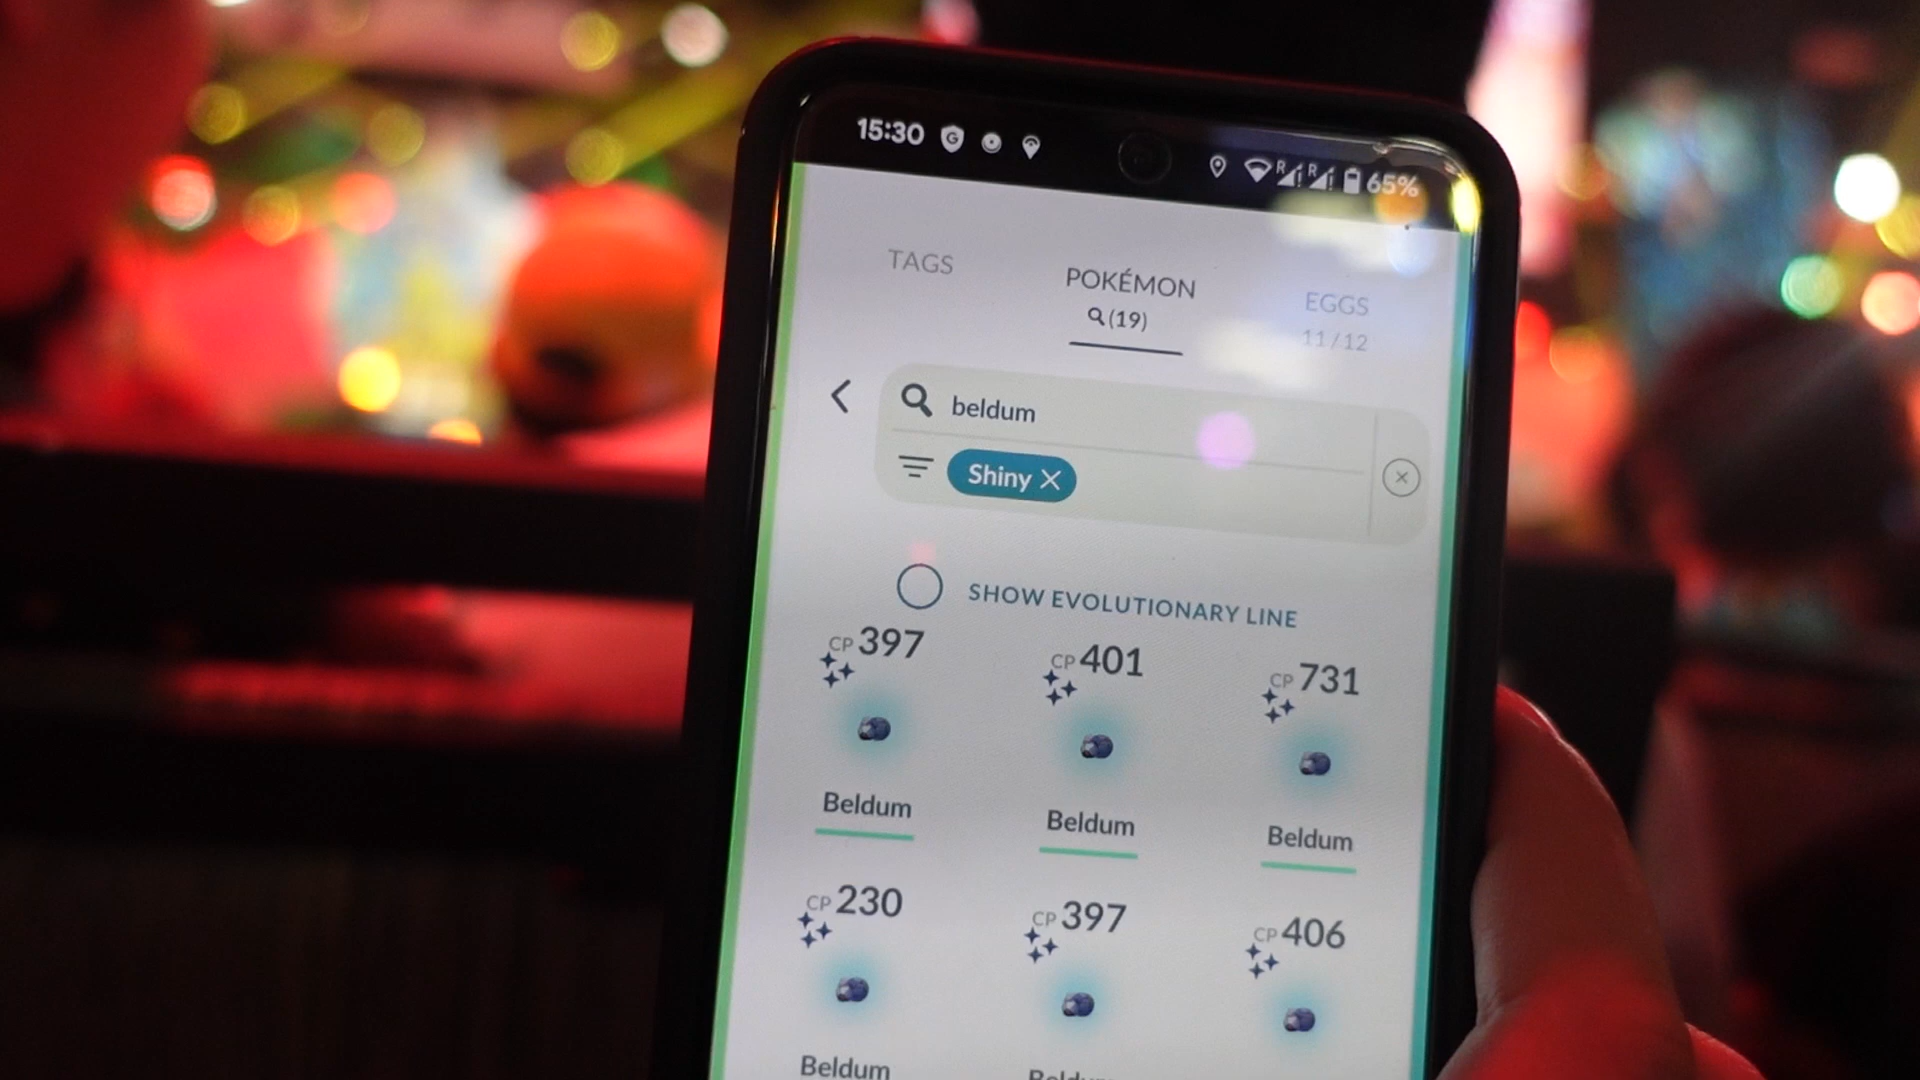 15:30
R R 65%
TAGS
POKÉMON
(19)
EGGS
11/12
beldum
Shiny
SHOW EVOLUTIONARY LINE
CP 397
CP 401
CP 731
Beldum
Beldum
Beldum
CP 230
CP 397
CP 406
Beldum
Beldum